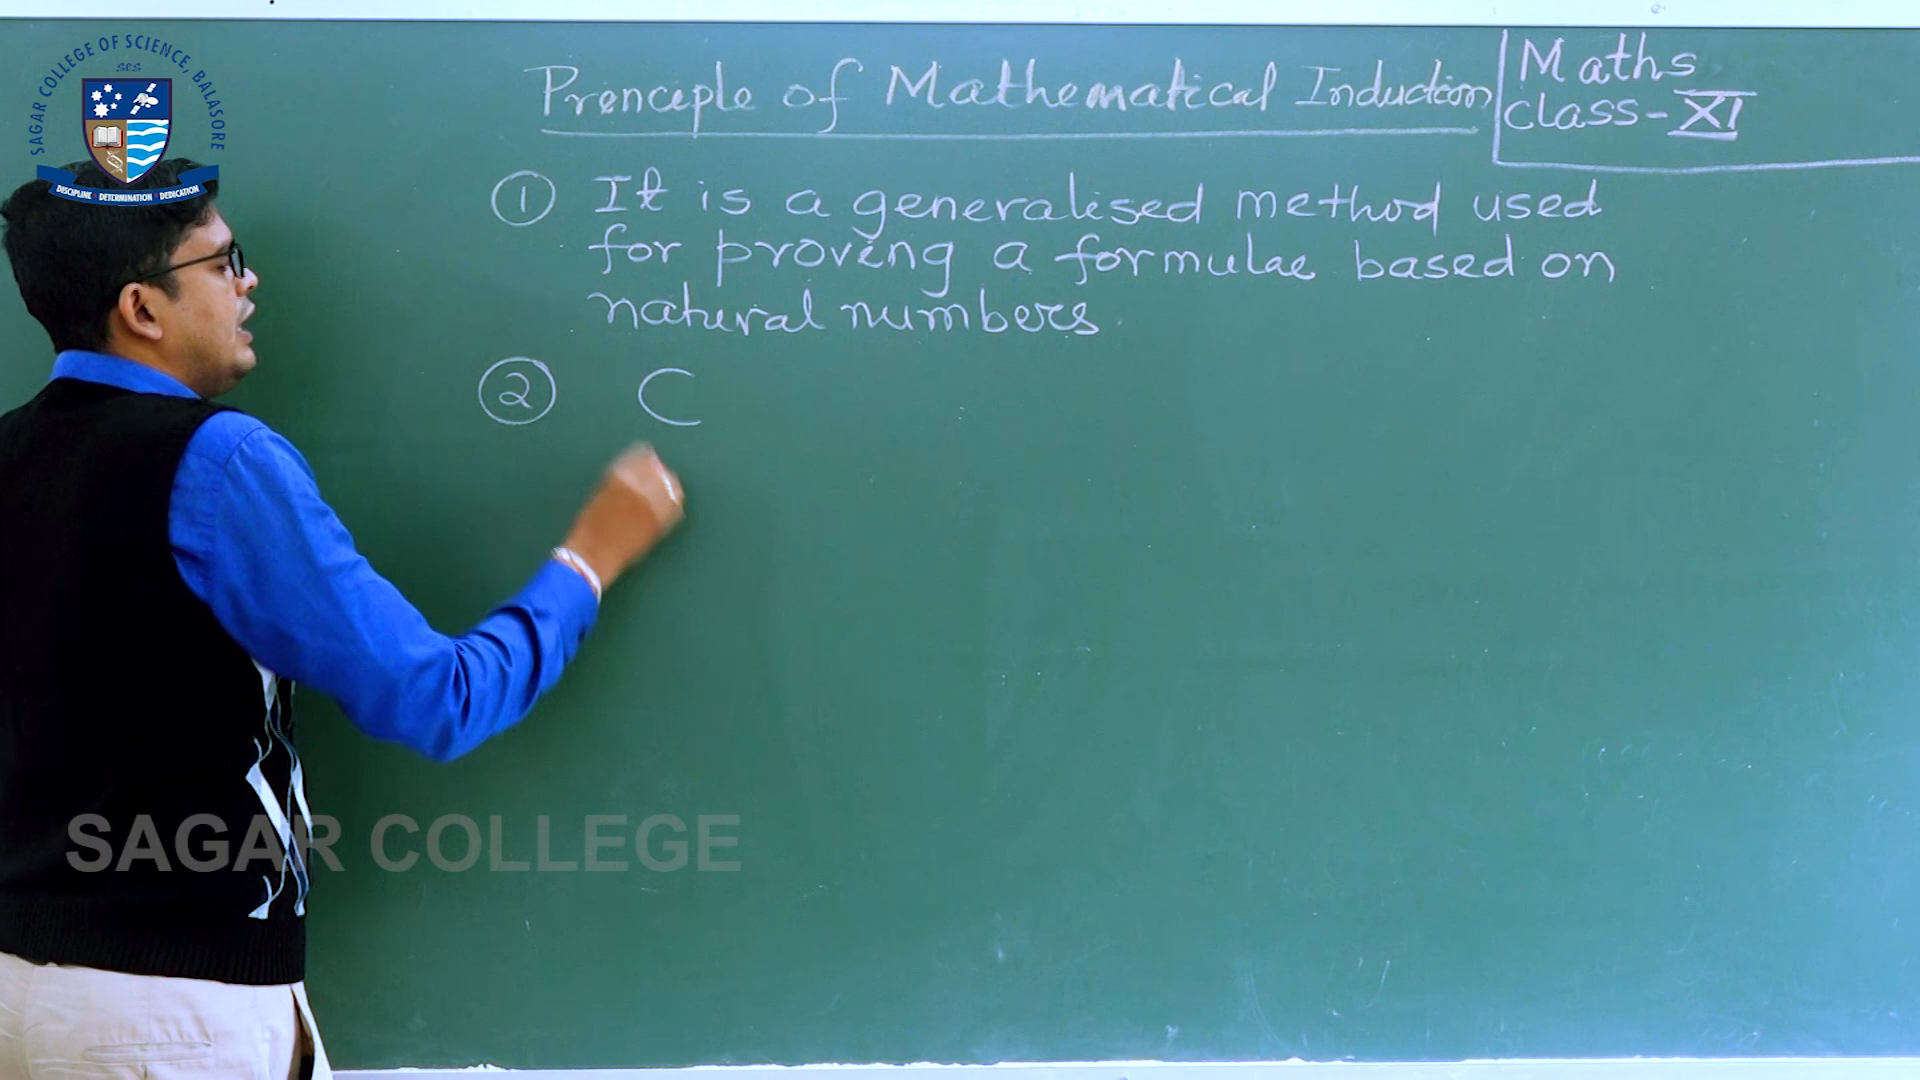 SAGAR COLLEGE OF SCIENCE, BALASORE
scs
DISCIPLINE DETERMINATION DEDICATION
Principle of Mathematical Induction
Maths
class-XI
① It is a generalised method used
for proving a formulae based on
natural numbers.
② C
SAGAR COLLEGE